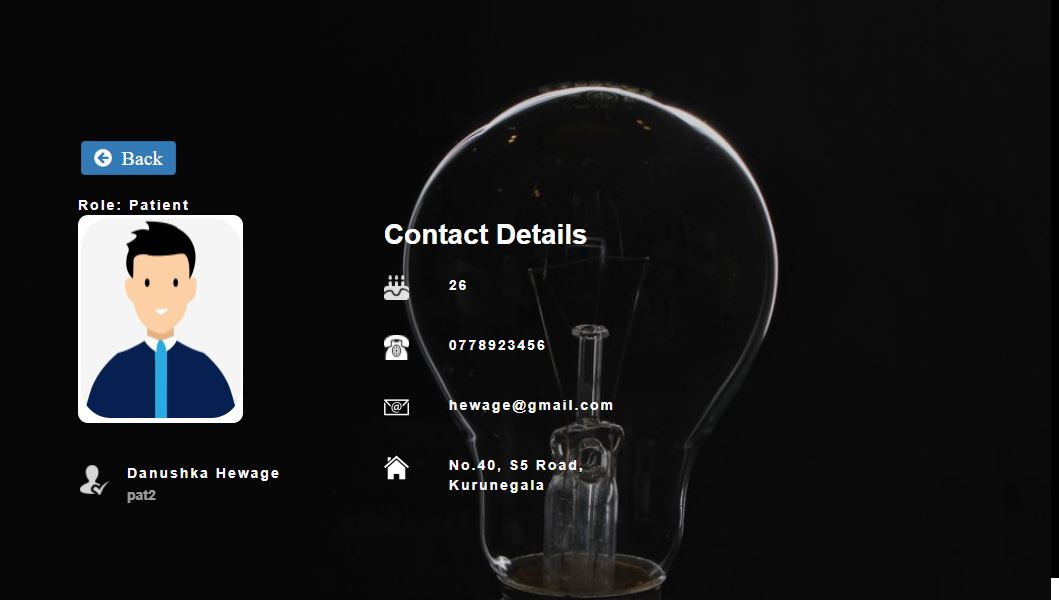 Back
Role: Patient
Contact Details
26
0778923456
hewage@gmail.com
No.40, S5 Road,
Kurunegala
Danushka Hewage
pat2